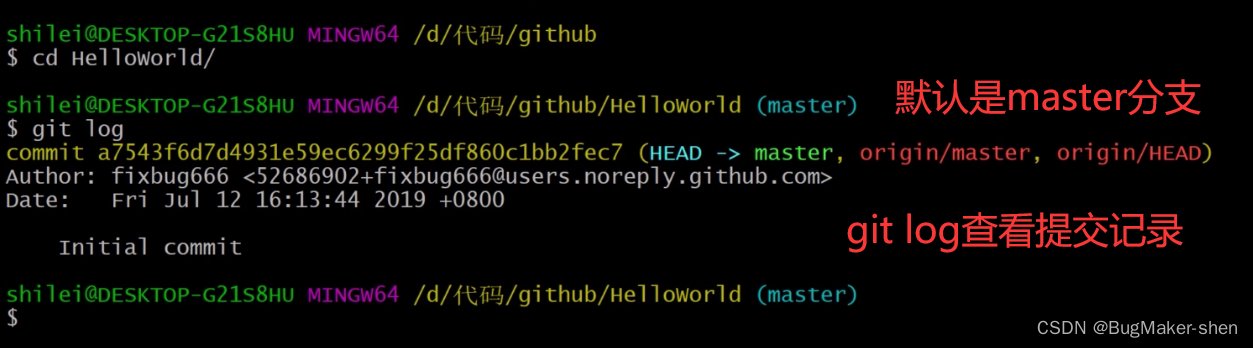 shilei@DESKTOP-G21S8HU MINGW64 /d/代码/github
$ cd HelloWorld/
shilei@DESKTOP-G21S8HU MINGW64 /d/代码/github/HelloWorld (master)
默认是master分支
$ git log
commit a7543f6d7d4931e59ec6299f25df860c1bb2fec7 (HEAD -> master, origin/master, origin/HEAD)
Author: fixbug666 <52686902+fixbug666@users.noreply.github.com>
Date:   Fri Jul 12 16:13:44 2019 +0800
git log查看提交记录
Initial commit
shilei@DESKTOP-G21S8HU MINGW64 /d/代码/github/HelloWorld (master)
$
CSDN @BugMaker-shen